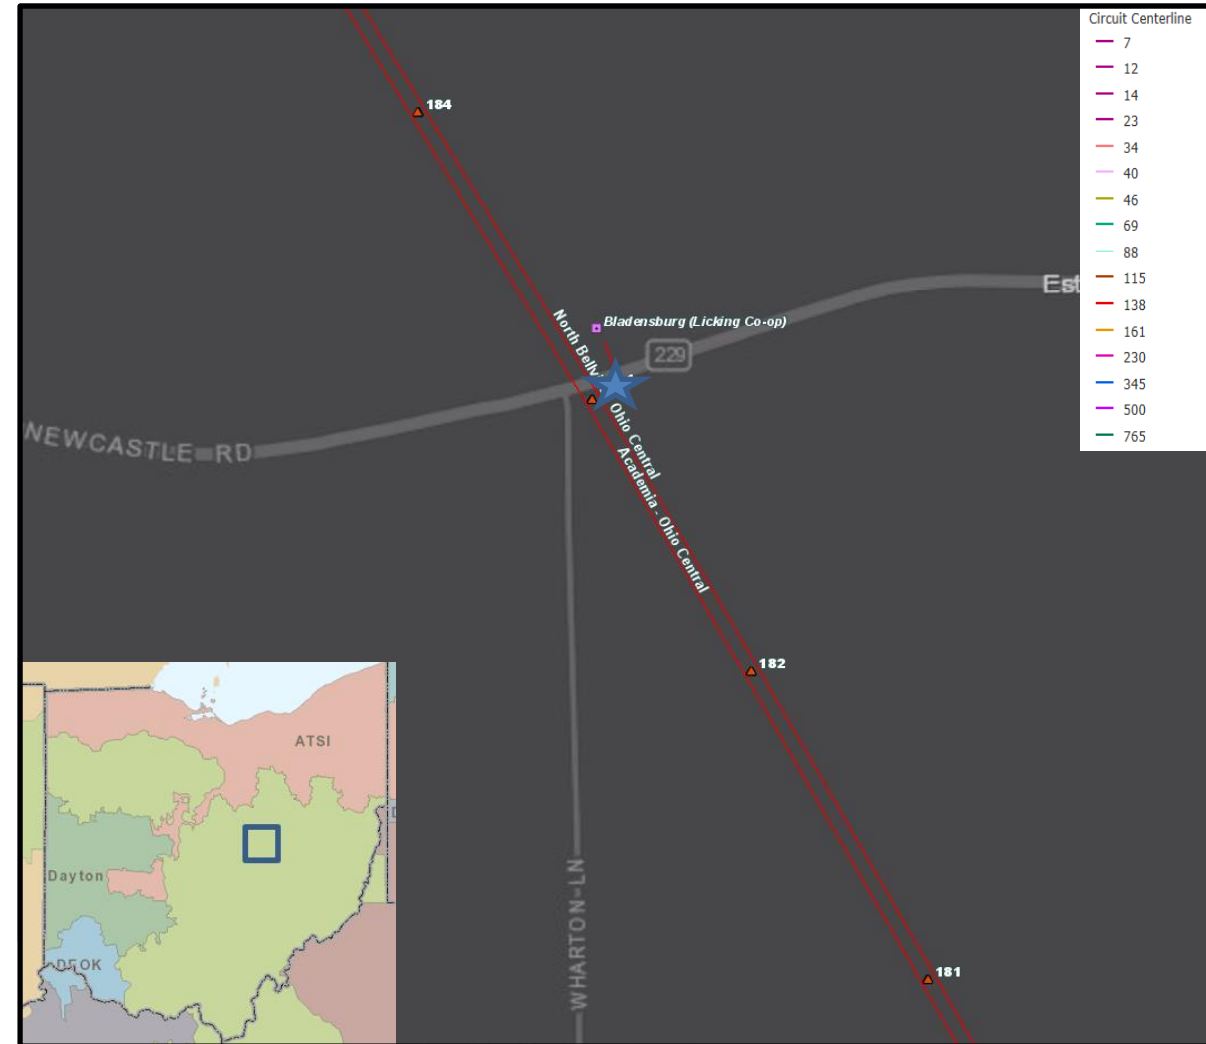 Circuit Centerline
7
12
14
23
34
40
46
69
88
115
138
161
230
345
500
765
184
Est
Bladensburg (Licking Co-op)
229
North Bellvi
Ohio Central
Academia - Ohio Central
NEWCASTLE RD
182
181
WHARTON-LN
ATSI
Dayton
DEOK